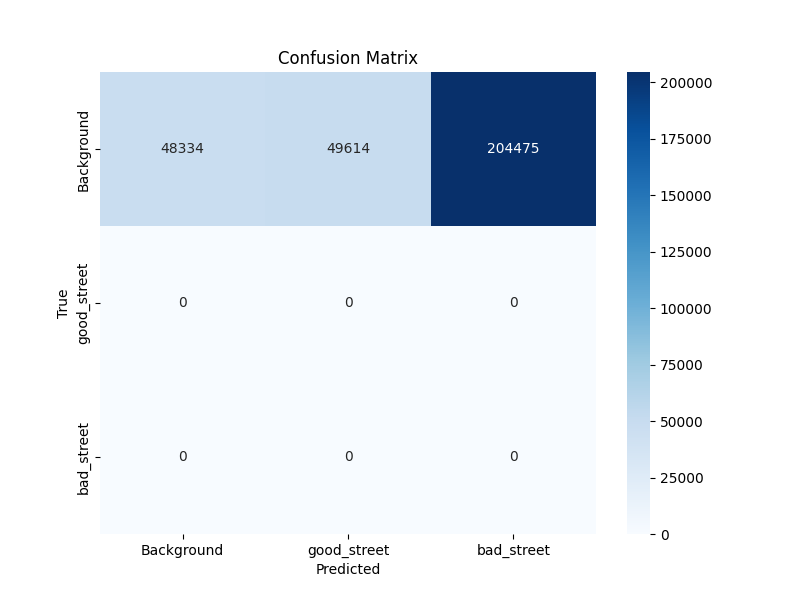 Confusion Matrix
True
Background
good_street
bad_street
48334 49614 204475
0 0 0
0 0 0
Background good_street bad_street
Predicted
200000
175000
150000
125000
100000
75000
50000
25000
0